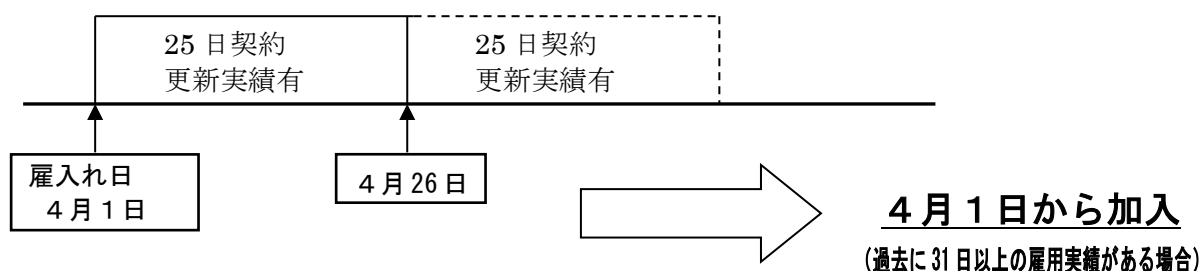 25 日契約
更新実績有
25 日契約
更新実績有
雇入れ日
４月１日
４月 26 日
４月１日から加入
(過去に 31 日以上の雇用実績がある場合)